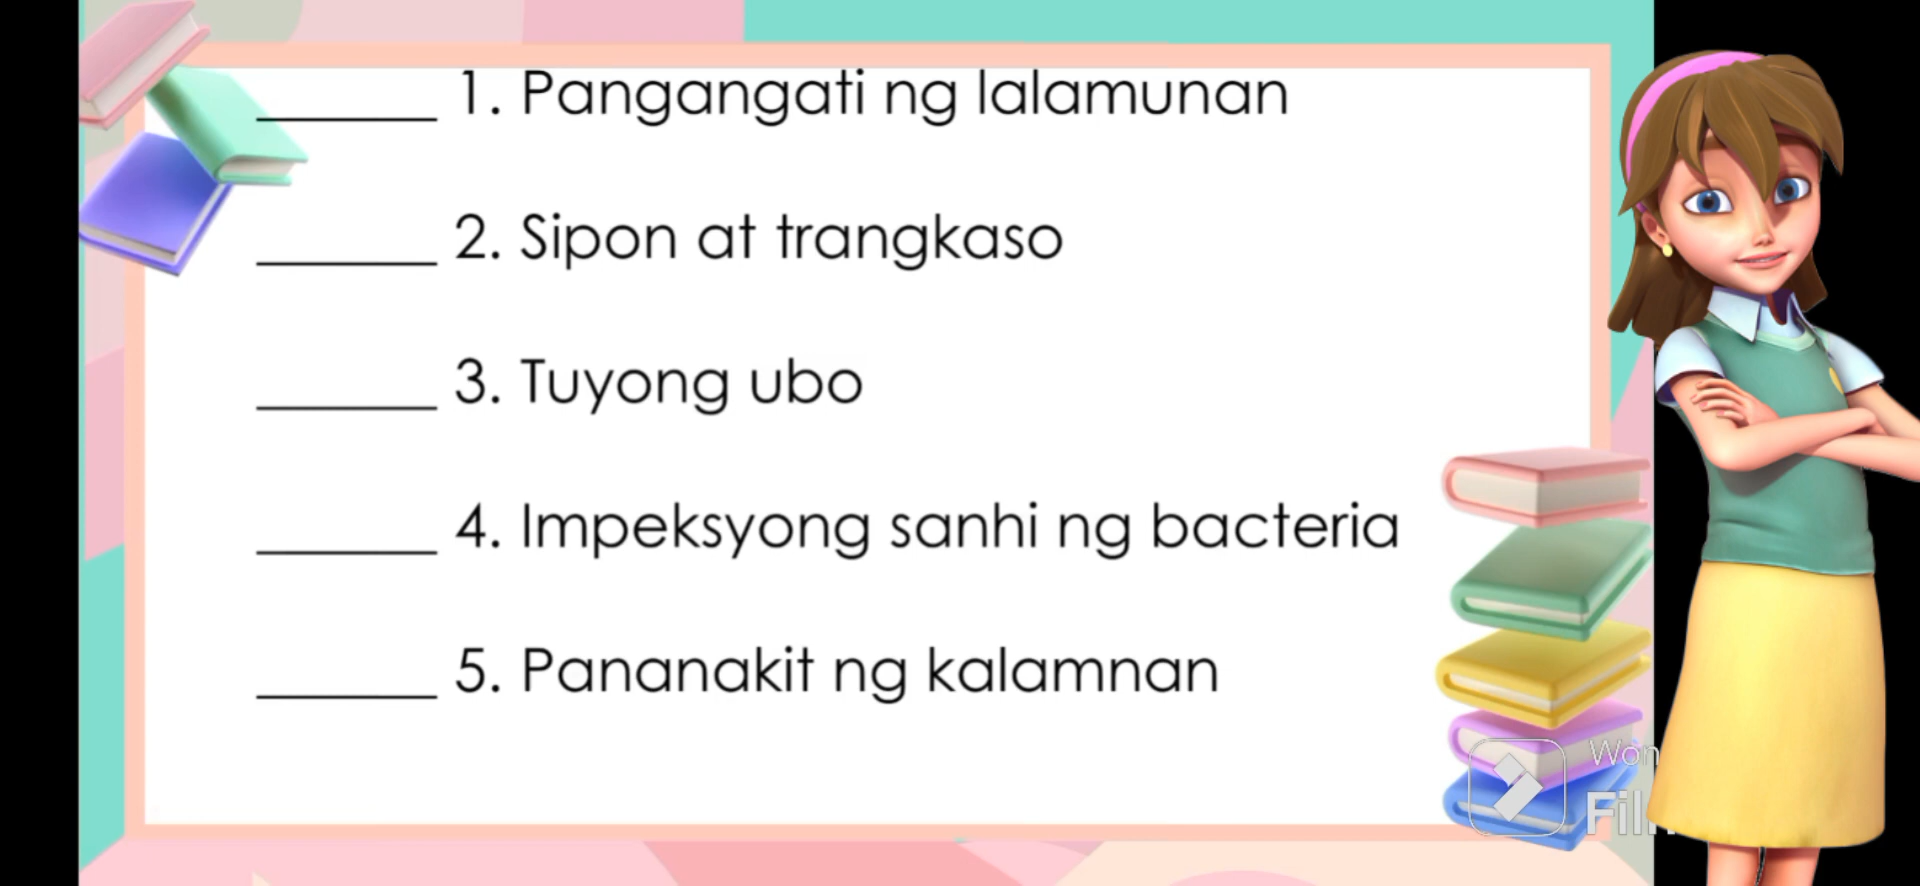 ______ 1. Pangangati ng lalamunan
______ 2. Sipon at trangkaso
______ 3. Tuyong ubo
______ 4. Impeksyong sanhi ng bacteria
______ 5. Pananakit ng kalamnan